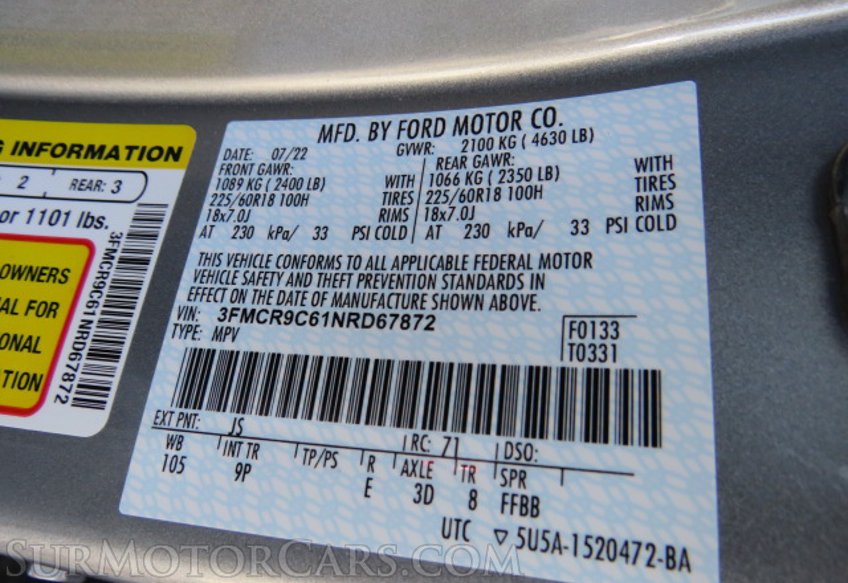 G INFORMATION
2 REAR: 3
or 1101 lbs.
OWNERS
AL FOR
ONAL
TION
3FMCR9C61NRD67872
MFD. BY FORD MOTOR CO.
DATE: 07/22 GVWR: 2100 KG ( 4630 LB)
FRONT GAWR: REAR GAWR:
1089 KG ( 2400 LB) WITH 1066 KG ( 2350 LB) WITH
225/60R18 100H TIRES 225/60R18 100H TIRES
18x7.0J RIMS 18x7.0J RIMS
AT 230 kPa/ 33 PSI COLD AT 230 kPa/ 33 PSI COLD
THIS VEHICLE CONFORMS TO ALL APPLICABLE FEDERAL MOTOR
VEHICLE SAFETY AND THEFT PREVENTION STANDARDS IN
EFFECT ON THE DATE OF MANUFACTURE SHOWN ABOVE.
VIN: 3FMCR9C61NRD67872 F0133
TYPE: MPV T0331
EXT PNT: JS RC: 71 DSO:
WB INT TR TP/PS R AXLE TR SPR
105 9P E 3D 8 FFBB
UTC ▽ 5U5A-1520472-BA
SURMOTORCARS.COM